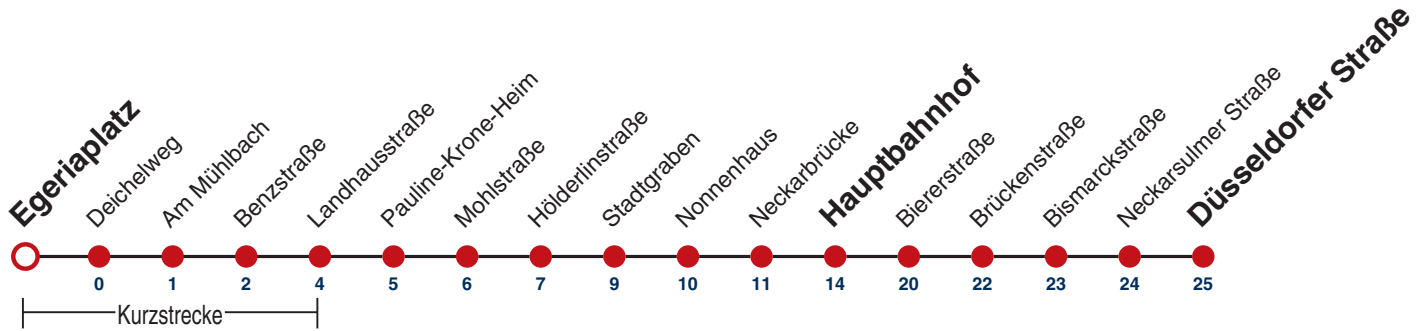 Egeriaplatz
Deichelweg
Am Mühlbach
Benzstraße
Landhausstraße
Pauline-Krone-Heim
Mohlstraße
Hölderlinstraße
Stadtgraben
Nonnenhaus
Neckarbrücke
Hauptbahnhof
Biererstraße
Brückenstraße
Bismarckstraße
Neckarsulmer Straße
Düsseldorfer Straße
0 1 2 4 5 6 7 9 10 11 14 20 22 23 24 25
Kurzstrecke